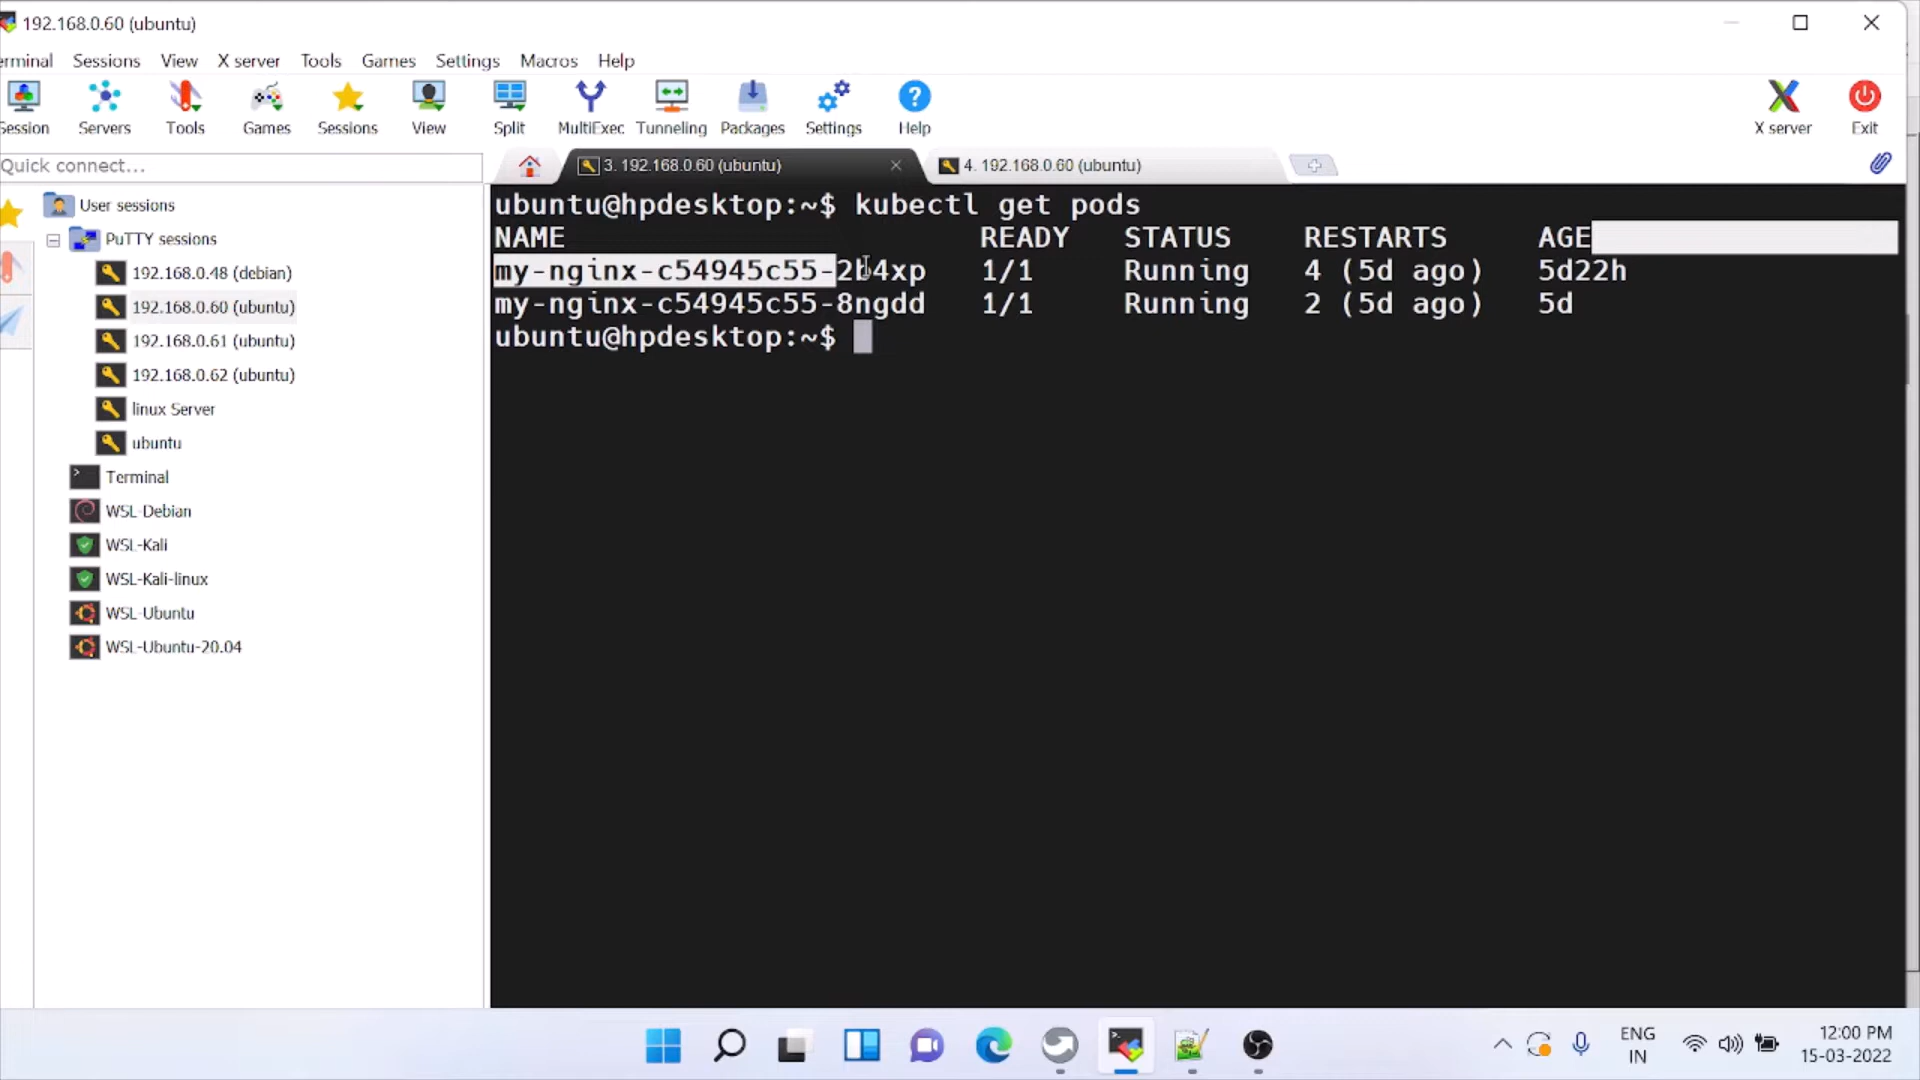 192.168.0.60 (ubuntu)
erminal Sessions View X server Tools Games Settings Macros Help
Session Servers Tools Games Sessions View Split MultiExec Tunneling Packages Settings Help X server Exit
Quick connect...
3. 192.168.0.60 (ubuntu)
4. 192.168.0.60 (ubuntu)
User sessions
PuTTY sessions
192.168.0.48 (debian)
192.168.0.60 (ubuntu)
192.168.0.61 (ubuntu)
192.168.0.62 (ubuntu)
linux Server
ubuntu
Terminal
WSL-Debian
WSL-Kali
WSL-Kali-linux
WSL-Ubuntu
WSL-Ubuntu-20.04
ubuntu@hpdesktop:~$ kubectl get pods
NAME READY STATUS RESTARTS AGE
my-nginx-c54945c55-2b4xp 1/1 Running 4 (5d ago) 5d22h
my-nginx-c54945c55-8ngdd 1/1 Running 2 (5d ago) 5d
ubuntu@hpdesktop:~$
ENG
IN
12:00 PM
15-03-2022